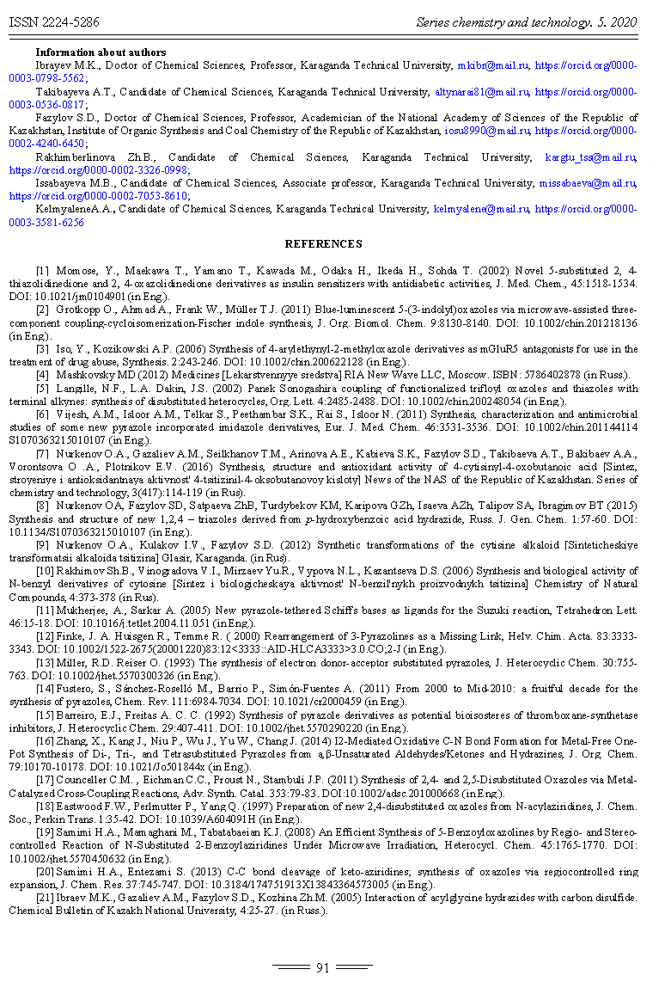 ISSN 2224-5286 Series chemistry and technology. 5. 2020
Information about authors
Ibrayev M.K., Doctor of Chemical Sciences, Professor, Karaganda Technical University, mkibr@mail.ru, https://orcid.org/0000-
0003-0798-5562;
Takibayeva A.T., Candidate of Chemical Sciences, Karaganda Technical University, altynarai81@mail.ru, https://orcid.org/0000-
0003-0536-0817;
Fazylov S.D., Doctor of Chemical Sciences, Professor, Academician of the National Academy of Sciences of the Republic of
Kazakhstan, Institute of Organic Synthesis and Coal Chemistry of the Republic of Kazakhstan, iosu8990@mail.ru, https://orcid.org/0000-
0002-4240-6450;
Rakhimberlinova Zh.B., Candidate of Chemical Sciences, Karaganda Technical University, kargtu_tss@mail.ru,
https://orcid.org/0000-0002-3326-0998;
Issabayeva M.B., Candidate of Chemical Sciences, Associate professor, Karaganda Technical University, missabaeva@mail.ru,
https://orcid.org/0000-0002-7053-8610;
KelmyaleneA.A., Candidate of Chemical Sciences, Karaganda Technical University, kelmyalene@mail.ru, https://orcid.org/0000-
0003-3581-6256
REFERENCES
[1] Momose, Y., Maekawa T., Yamano T., Kawada M., Odaka H., Ikeda H., Sohda T. (2002) Novel 5-substituted 2, 4-
thiazolidinedione and 2, 4-oxazolidinedione derivatives as insulin sensitizers with antidiabetic activities, J. Med. Chem., 45:1518-1534.
DOI: 10.1021/jm0104901(in Eng.).
[2] Grotkopp O., Ahmad A., Frank W., Müller T.J. (2011) Blue-luminescent 5-(3-indolyl)oxazoles via microwave-assisted three-
component coupling-cycloisomerization-Fischer indole synthesis, J. Org. Biomol. Chem. 9:8130-8140. DOI: 10.1002/chin.201218136
(in Eng.).
[3] Iso, Y., Kozikowski A.P. (2006) Synthesis of 4-arylethynyl-2-methyloxazole derivatives as mGluR5 antagonists for use in the
treatment of drug abuse, Synthesis. 2:243-246. DOI: 10.1002/chin.200622128 (in Eng.).
[4] Mashkovsky MD (2012) Medicines [Lekarstvennyye sredstva] RIA New Wave LLC, Moscow. ISBN: 5786402878 (in Russ.).
[5] Langille, N.F., L.A. Dakin, J.S. (2002) Panek Sonogashira coupling of functionalized trifloyl oxazoles and thiazoles with
terminal alkynes: synthesis of disubstituted heterocycles, Org. Lett. 4:2485-2488. DOI: 10.1002/chin.200248054 (in Eng.).
[6] Vijesh, A.M., Isloor A.M., Telkar S., Peethambar S.K., Rai S., Isloor N. (2011) Synthesis, characterization and antimicrobial
studies of some new pyrazole incorporated imidazole derivatives, Eur. J. Med. Chem. 46:3531-3536. DOI: 10.1002/chin.201144114
S1070363215010107 (in Eng.).
[7] Nurkenov O.A., Gazaliev A.M., Seilkhanov T.M., Arinova A.E., Kabieva S.K., Fazylov S.D., Takibaeva A.T., Bakibaev A.A.,
Vorontsova O .A., Plotnikov E.V. (2016) Synthesis, structure and antioxidant activity of 4-cytisinyl-4-oxobutanoic acid [Sintez,
stroyeniye i antioksidantnaya aktivnost' 4-tsitizinil-4-oksobutanovoy kisloty] News of the NAS of the Republic of Kazakhstan. Series of
chemistry and technology, 3(417):114-119 (in Rus).
[8] Nurkenov OA, Fazylov SD, Satpaeva ZhB, Turdybekov KM, Karipova GZh, Isaeva AZh, Talipov SA, Ibragimov BT (2015)
Synthesis and structure of new 1,2,4 – triazoles derived from p-hydroxybenzoic acid hydrazide, Russ. J. Gen. Chem. 1:57-60. DOI:
10.1134/S1070363215010107 (in Eng.).
[9] Nurkenov O.A., Kulakov I.V., Fazylov S.D. (2012) Synthetic transformations of the cytisine alkaloid [Sinteticheskiye
transformatsii alkaloida tsitizina] Glasir, Karaganda. (in Rus).
[10] Rakhimov Sh.B., Vinogradova V.I., Mirzaev Yu.R., Vypova N.L., Kazantseva D.S. (2006) Synthesis and biological activity of
N-benzyl derivatives of cytosine [Sintez i biologicheskaya aktivnost' N-benzil'nykh proizvodnykh tsitizina] Chemistry of Natural
Compounds, 4:373-378 (in Rus).
[11] Mukherjee, A., Sarkar A. (2005) New pyrazole-tethered Schiffs bases as ligands for the Suzuki reaction, Tetrahedron Lett.
46:15-18. DOI: 10.1016/j.tetlet.2004.11.051 (in Eng.).
[12] Finke, J. A. Huisgen R., Temme R. ( 2000) Rearrangement of 3-Pyrazolines as a Missing Link, Helv. Chim. Acta. 83:3333-
3343. DOI: 10.1002/1522-2675(20001220)83:12<3333::AID-HLCA3333>3.0.CO;2-J (in Eng.).
[13] Miller, R.D. Reiser O. (1993) The synthesis of electron donor-acceptor substituted pyrazoles, J. Heterocyclic Chem. 30:755-
763. DOI: 10.1002/jhet.5570300326 (in Eng.).
[14] Fustero, S., Sánchez-Roselló M., Barrio P., Simón-Fuentes A. (2011) From 2000 to Mid-2010: a fruitful decade for the
synthesis of pyrazoles, Chem. Rev. 111:6984-7034. DOI: 10.1021/cr2000459 (in Eng.).
[15] Barreiro, E.J., Freitas A. C. C. (1992) Synthesis of pyrazole derivatives as potential bioisosteres of thromboxane-synthetase
inhibitors, J. Heterocyclic Chem. 29:407-411. DOI: 10.1002/jhet.5570290220 (in Eng.).
[16] Zhang, X., Kang J., Niu P., Wu J., Yu W., Chang J. (2014) I2-Mediated Oxidative C-N Bond Formation for Metal-Free One-
Pot Synthesis of Di-, Tri-, and Tetrasubstituted Pyrazoles from α,β-Unsaturated Aldehydes/Ketones and Hydrazines, J. Org. Chem.
79:10170-10178. DOI: 10.1021/Jo501844x (in Eng.).
[17] Counceller C.M. , Eichman C.C., Proust N., Stambuli J.P. (2011) Synthesis of 2,4- and 2,5-Disubstituted Oxazoles via Metal-
Catalyzed Cross-Coupling Reactions, Adv. Synth. Catal. 353:79-83. DOI:10.1002/adsc.201000668 (in Eng.).
[18] Eastwood F.W., Perlmutter P., Yang Q. (1997) Preparation of new 2,4-disubstituted oxazoles from N-acylaziridines, J. Chem.
Soc., Perkin Trans. 1:35-42. DOI: 10.1039/A604091H (in Eng.).
[19] Samimi H.A., Mamaghani M., Tabatabaeian K.J. (2008) An Efficient Synthesis of 5-Benzoyloxazolines by Regio- and Stereo-
controlled Reaction of N-Substituted 2-Benzoylaziridines Under Microwave Irradiation, Heterocycl. Chem. 45:1765-1770. DOI:
10.1002/jhet.5570450632 (in Eng.).
[20] Samimi H.A., Entezami S. (2013) C-C bond cleavage of keto-aziridines; synthesis of oxazoles via regiocontrolled ring
expansion, J. Chem. Res. 37:745-747. DOI: 10.3184/174751913X13843364573005 (in Eng.).
[21] Ibraev M.K., Gazaliev A.M., Fazylov S.D., Kozhina Zh.M. (2005) Interaction of acylglycine hydrazides with carbon disulfide.
Chemical Bulletin of Kazakh National University, 4:25-27. (in Russ.).
91